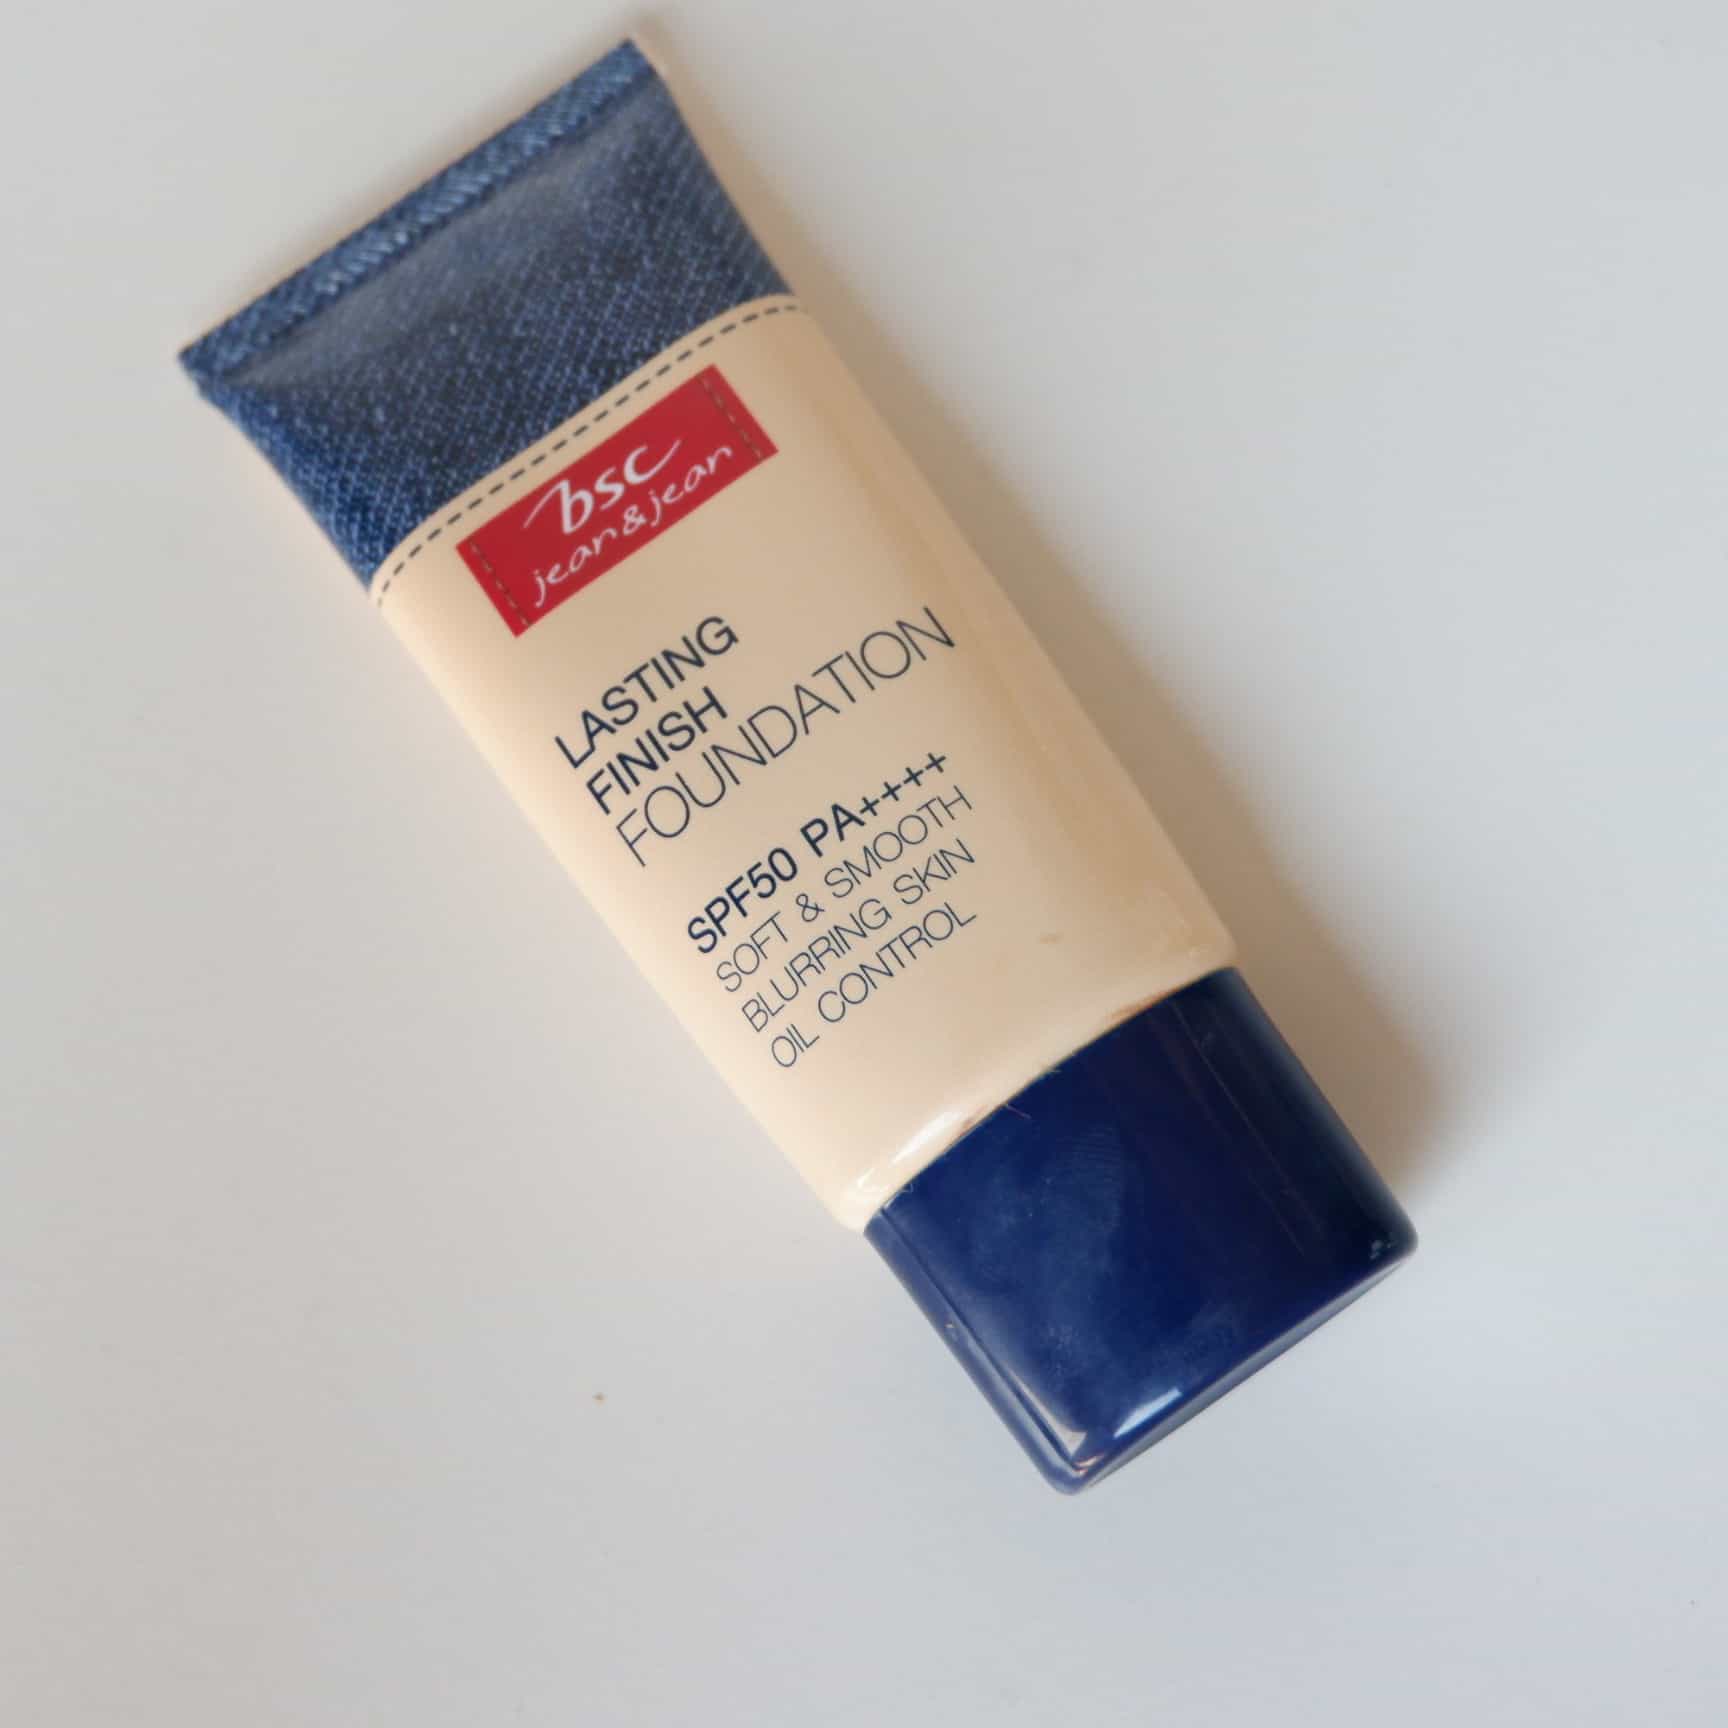 bsc
jean&jean
LASTING
FINISH
FOUNDATION
SPF50 PA++++
SOFT & SMOOTH
BLURRING SKIN
OIL CONTROL